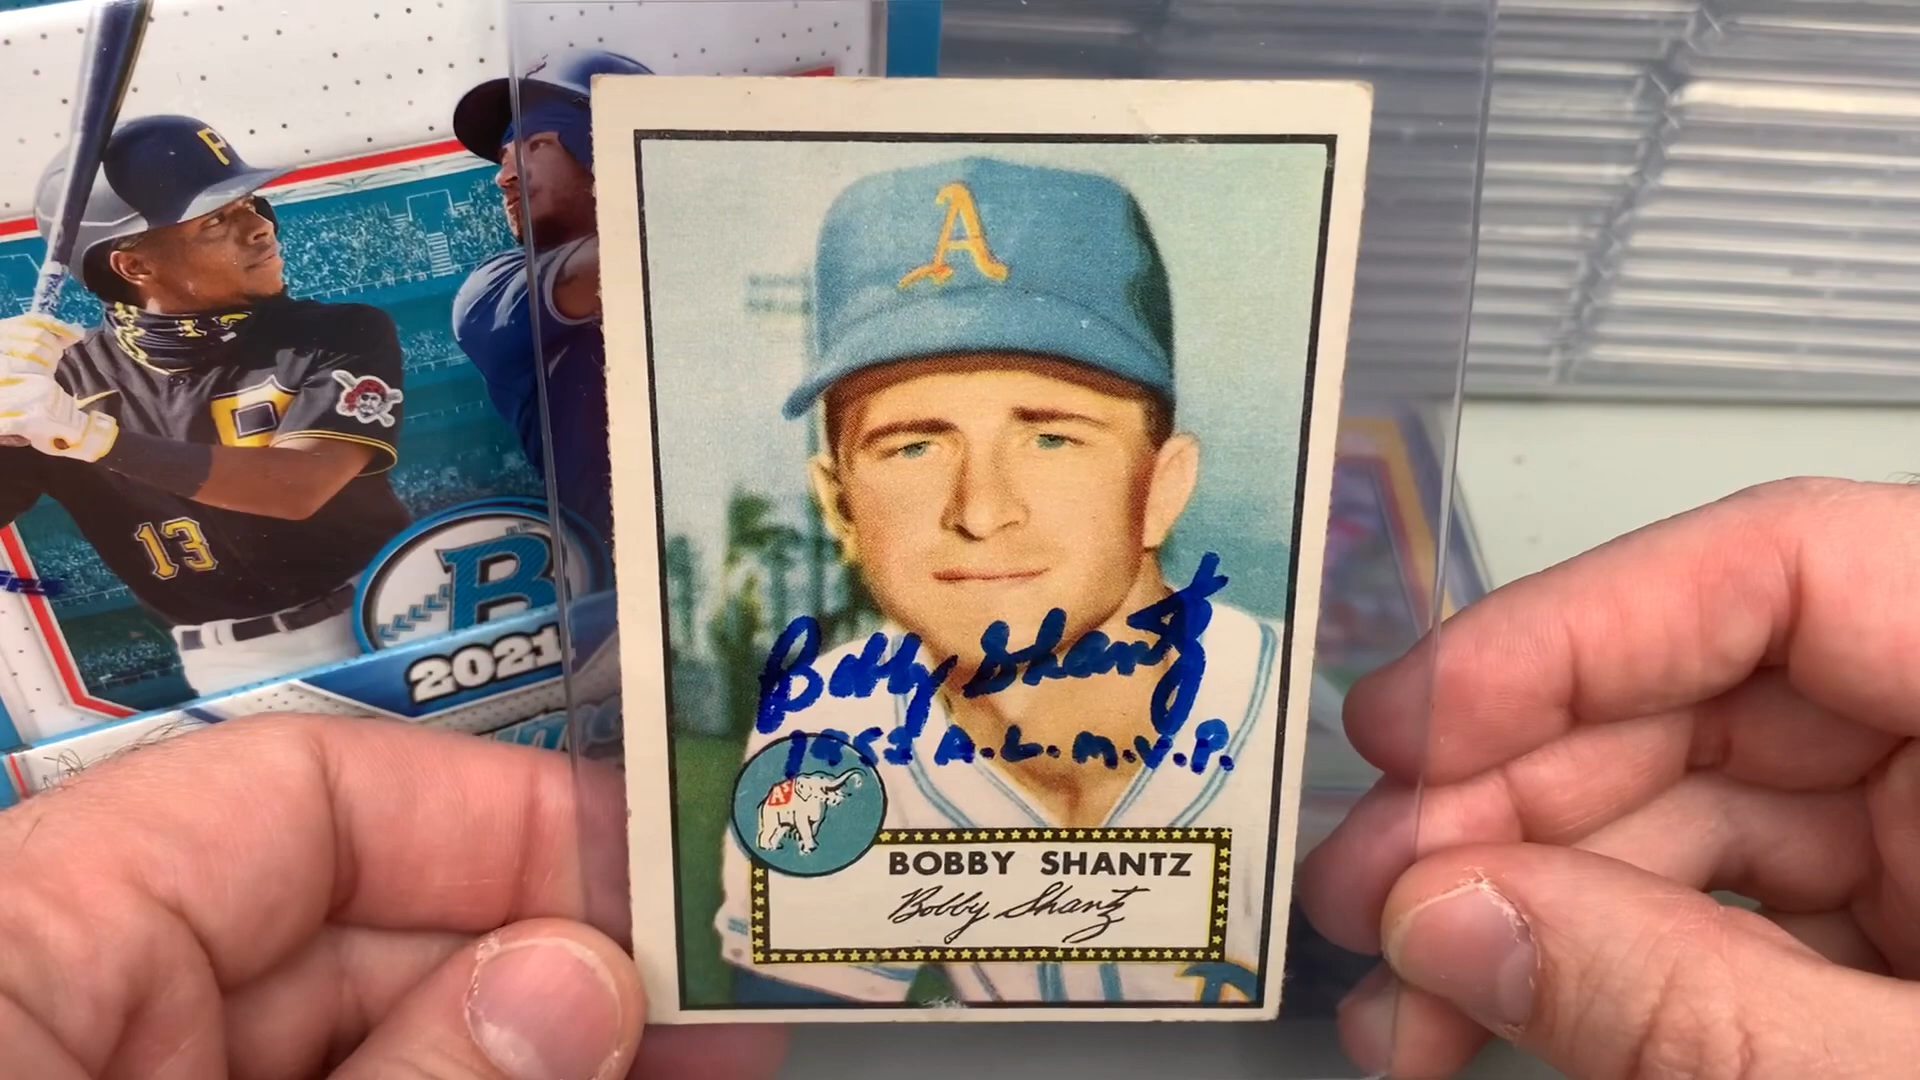 P
P
13
B
2021
A
Bobby Shantz
1952 A.L. M.V.P.
A's
BOBBY SHANTZ
Bobby Shantz